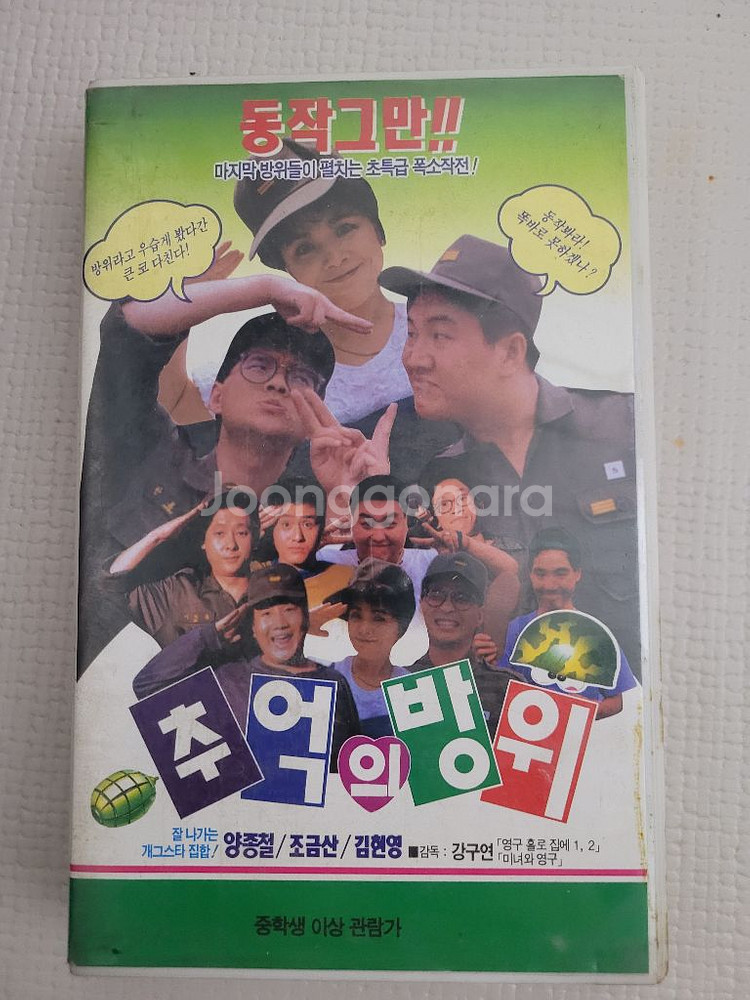 동작그만!!
마지막 방위들이 펼치는 초특급 폭소작전!
방위라고 우습게 봤다간
큰 코 다친다!
동작봐라!
똑바로 못하겠나?
Joonggonara
추억의 방위
잘 나가는
개그스타 집합!
양종철/조금산/김현영
■감독 : 강구연
「영구 홀로 집에 1, 2」
「미녀와 영구」
중학생 이상 관람가